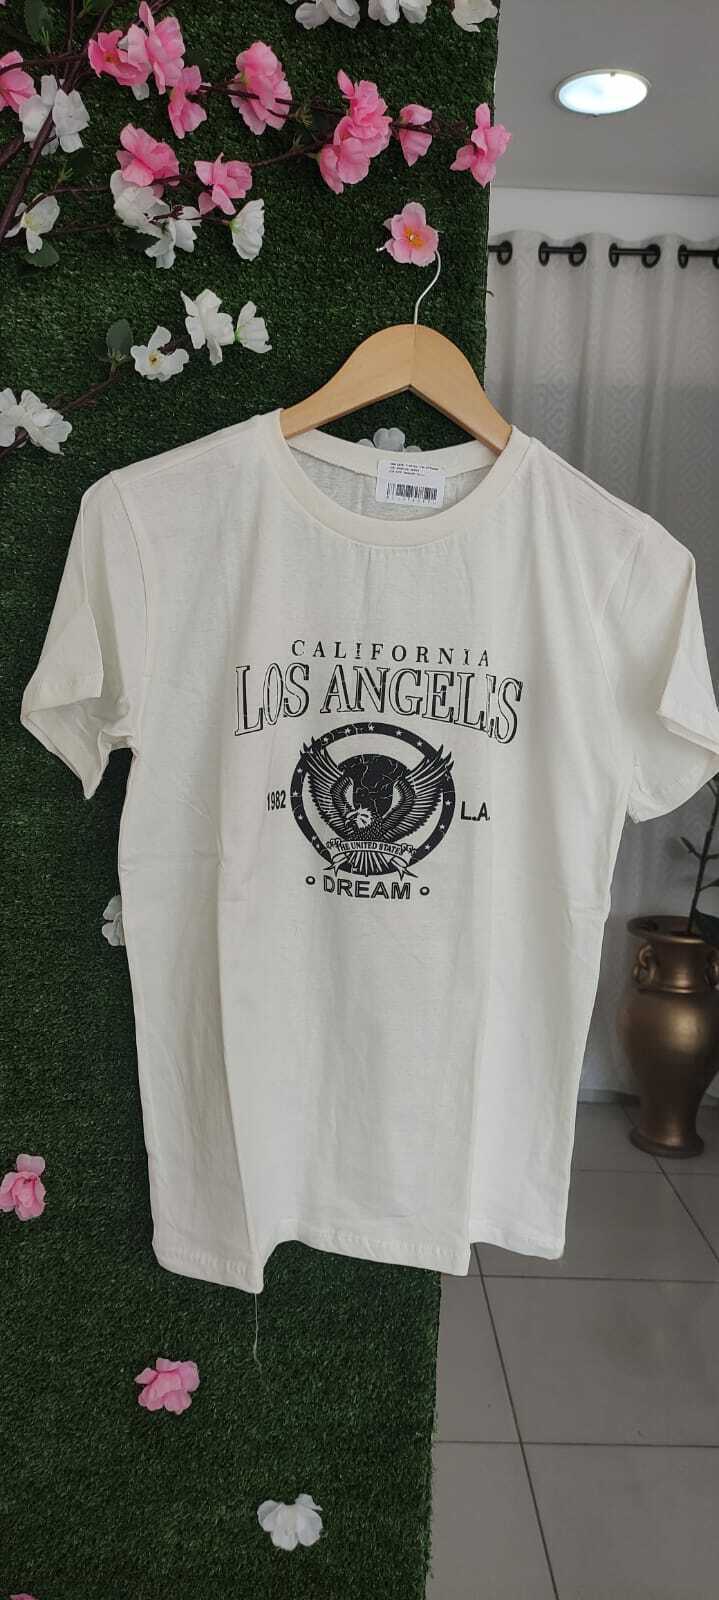 CALIFORNIA
LOS ANGELES
1982
L.A.
THE UNITED STATES
• DREAM •